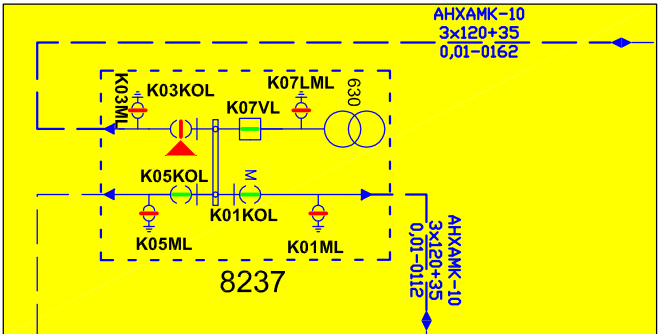 AHXAMK-10
3x120+35
0,01-0162
K03ML
K03KOL
K07LML
630
K07VL
K05KOL
M
K01KOL
K05ML
K01ML
8237
AHXAMK-10
3x120+35
0,01-0112